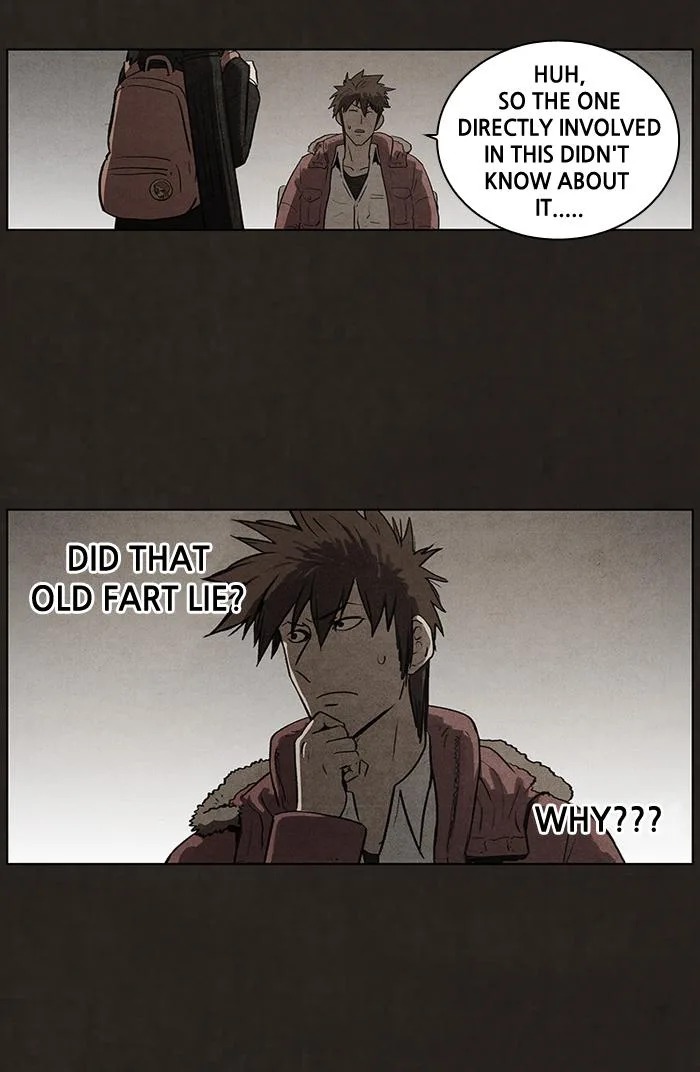 HUH,
SO THE ONE
DIRECTLY INVOLVED
IN THIS DIDN'T
KNOW ABOUT
IT.....
DID THAT
OLD FART LIE?
WHY???